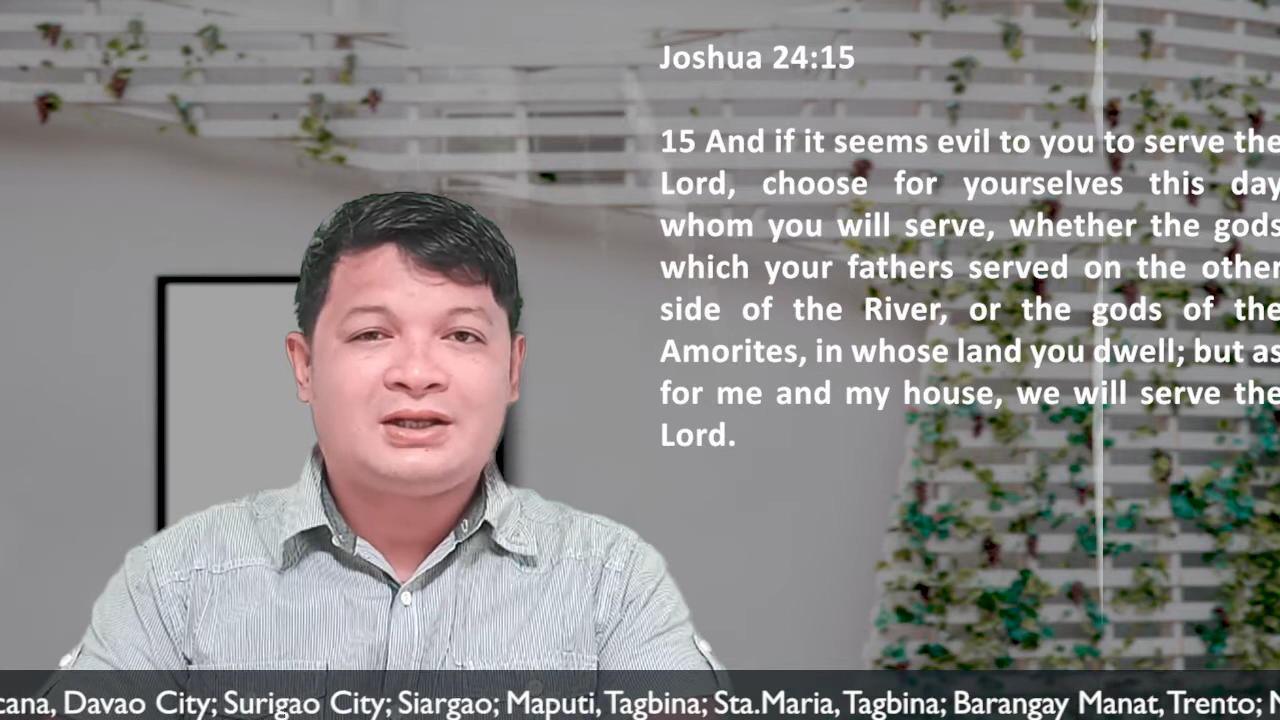 Joshua 24:15
15 And if it seems evil to you to serve the
Lord, choose for yourselves this day
whom you will serve, whether the gods
which your fathers served on the other
side of the River, or the gods of the
Amorites, in whose land you dwell; but as
for me and my house, we will serve the
Lord.
cana, Davao City; Surigao City; Siargao; Maputi, Tagbina; Sta.Maria, Tagbina; Barangay Manat, Trento;